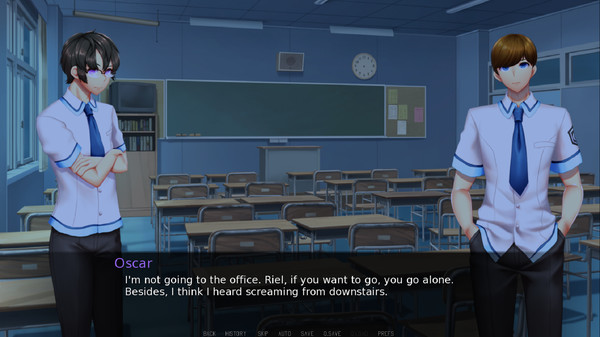 Oscar
I'm not going to the office. Riel, if you want to go, you go alone.
Besides, I think I heard screaming from downstairs.
BACK HISTORY SKIP AUTO SAVE Q.SAVE PREFS